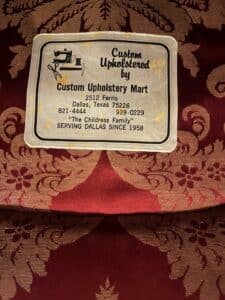 Custom
Upholstered
by
Custom Upholstery Mart
2512 Ferris
Dallas, Texas 75226
821-4444 939-0229
"The Childress Family"
SERVING DALLAS SINCE 1958